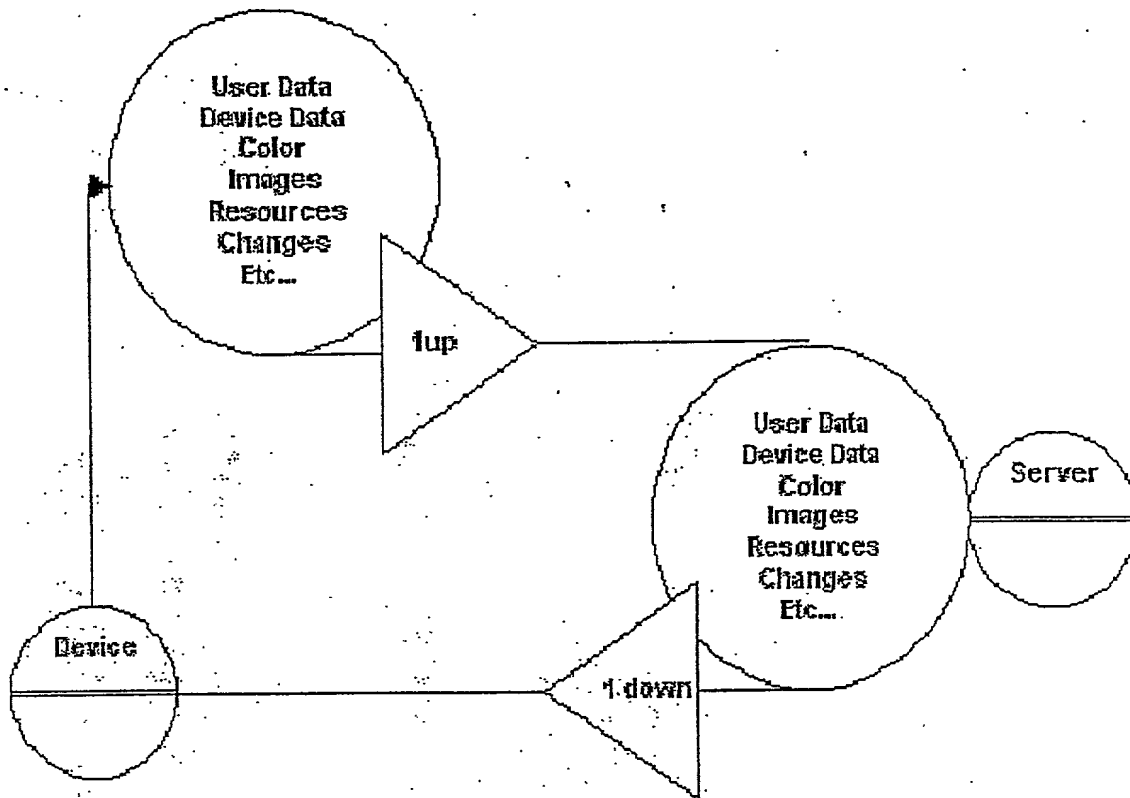 User Data
Device Data
Color
Images
Resources
Changes
Etc...
1up
User Data
Device Data
Color
Images
Resources
Changes
Etc...
Server
Device
1 down